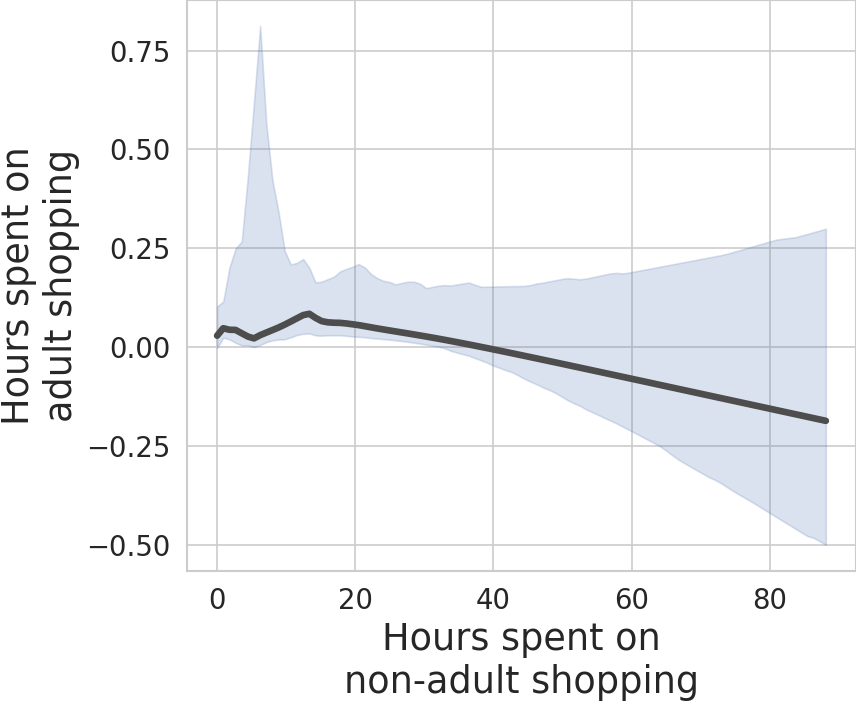 Hours spent on
adult shopping
0.75
0.50
0.25
0.00
−0.25
−0.50
0 20 40 60 80
Hours spent on
non-adult shopping